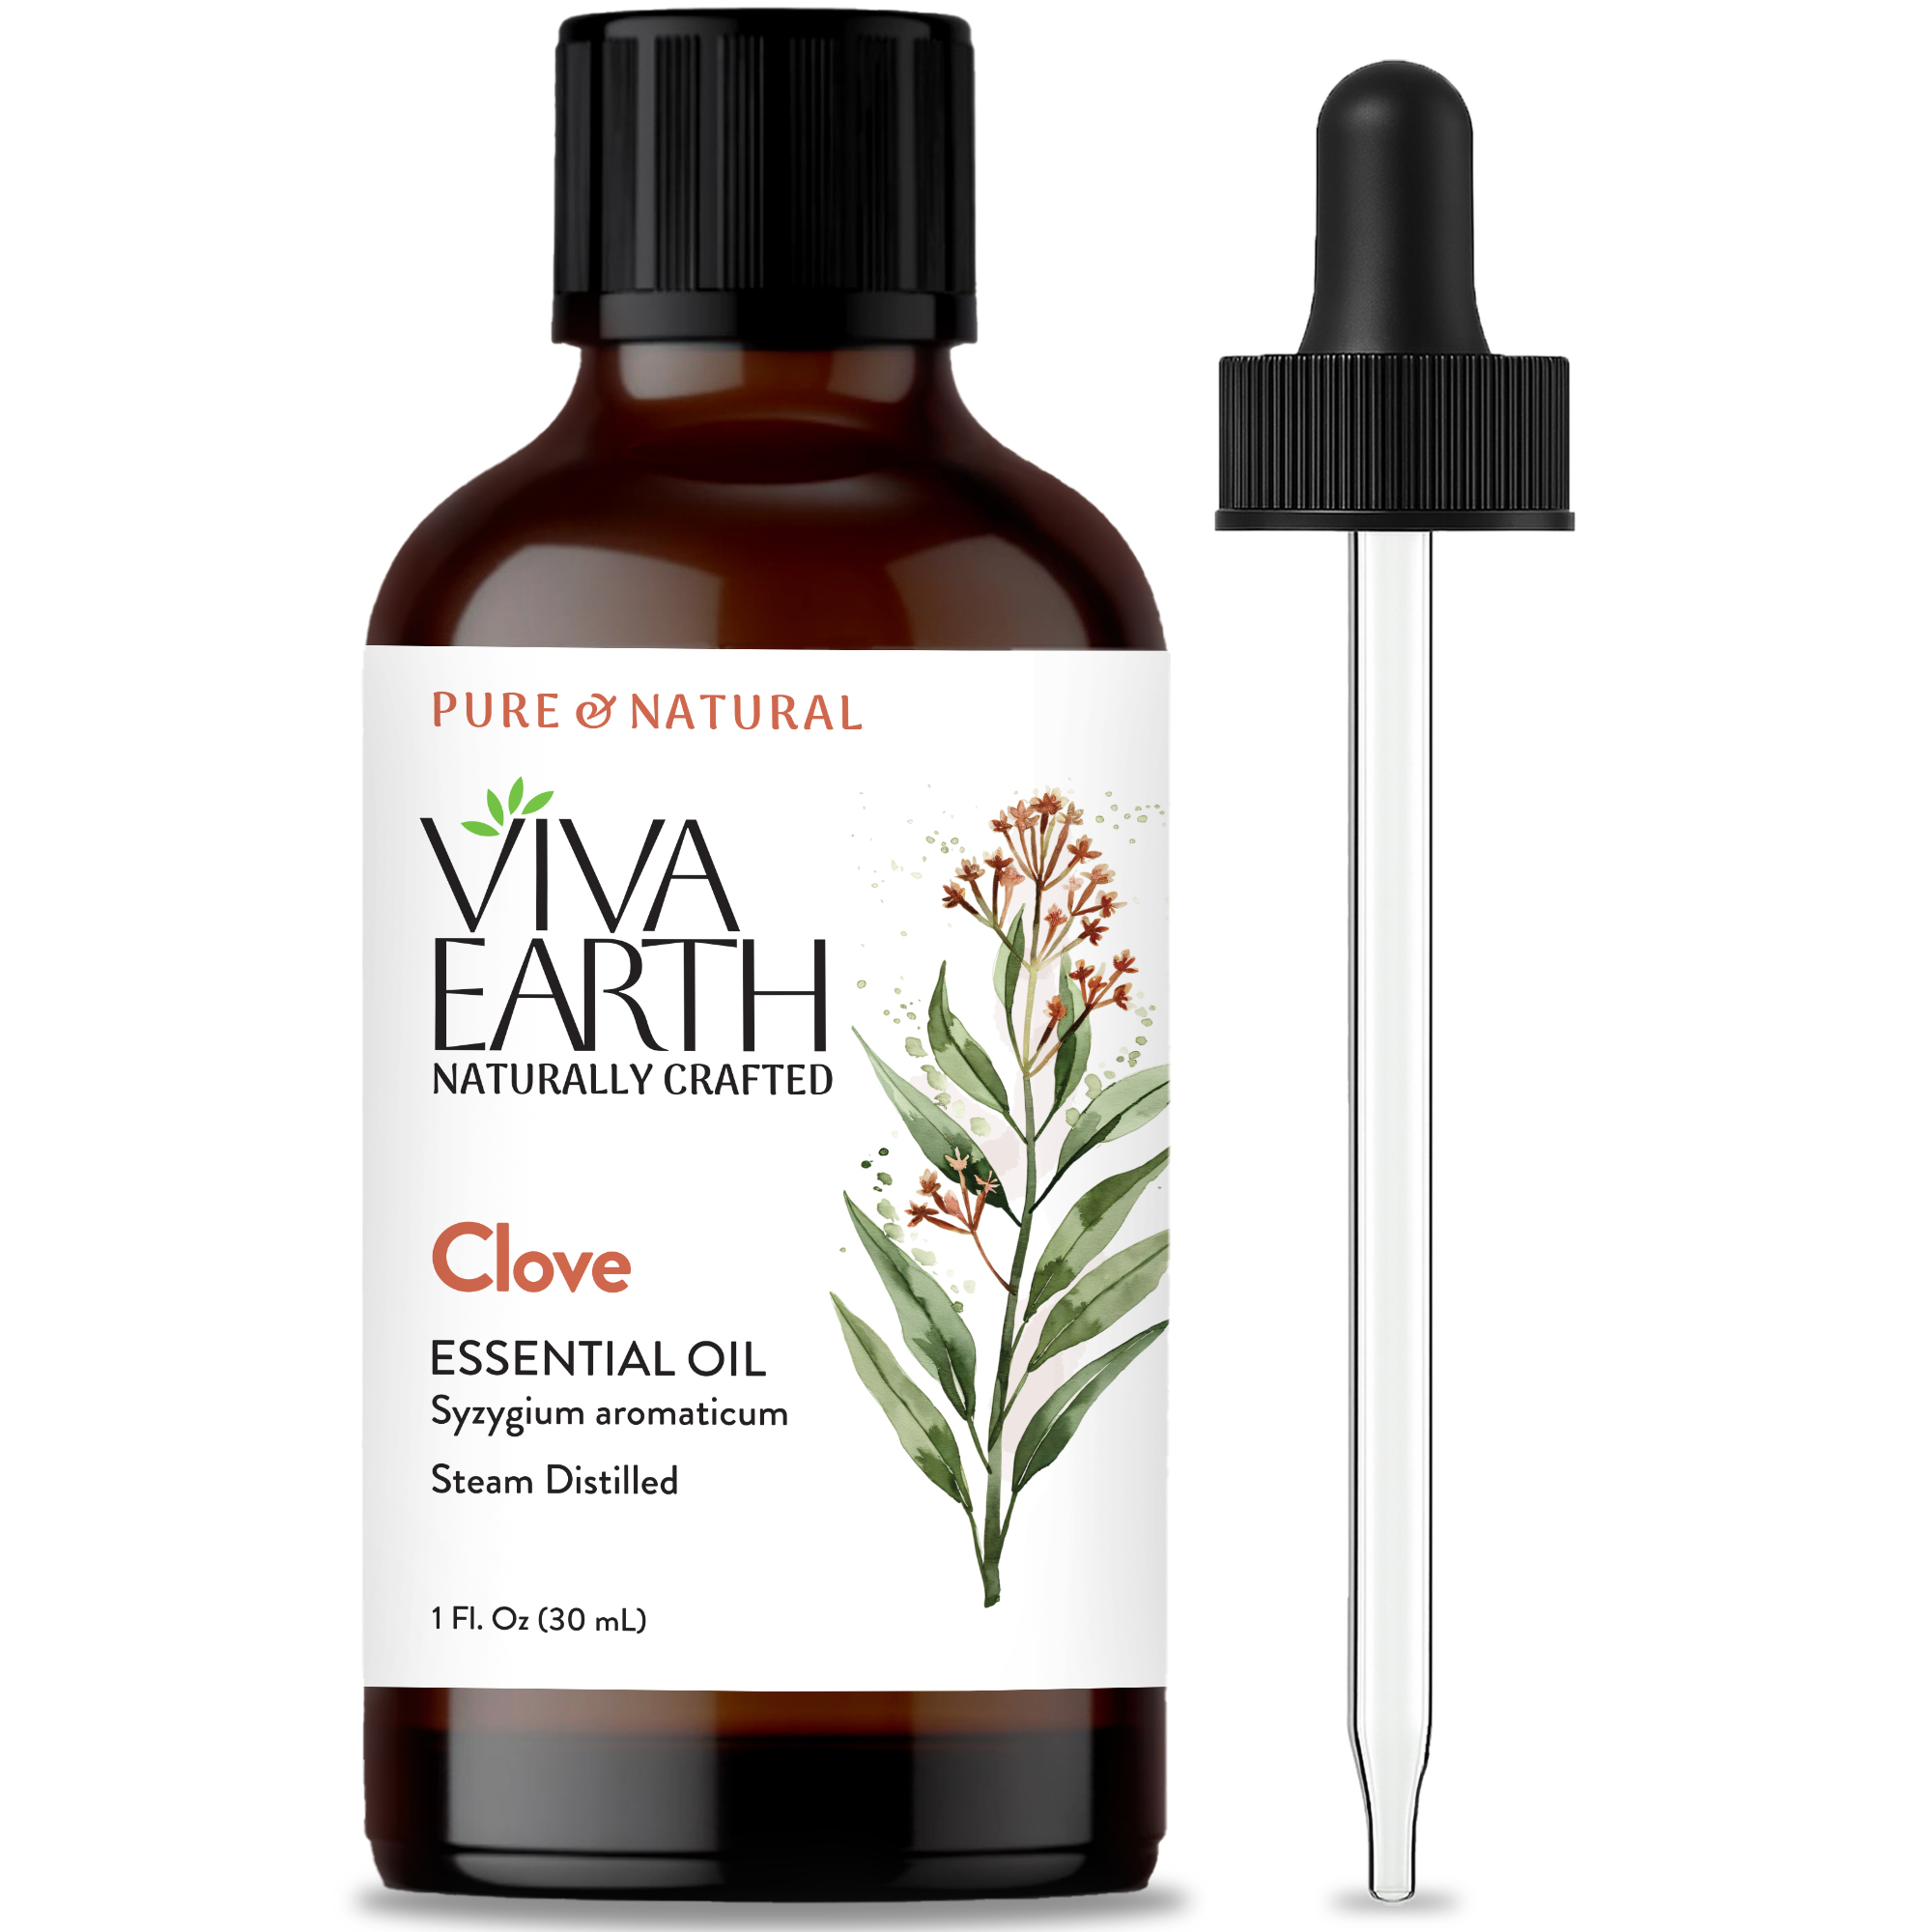 PURE & NATURAL
VIVA
EARTH
NATURALLY CRAFTED
Clove
ESSENTIAL OIL
Syzygium aromaticum
Steam Distilled
1 Fl. Oz (30 mL)